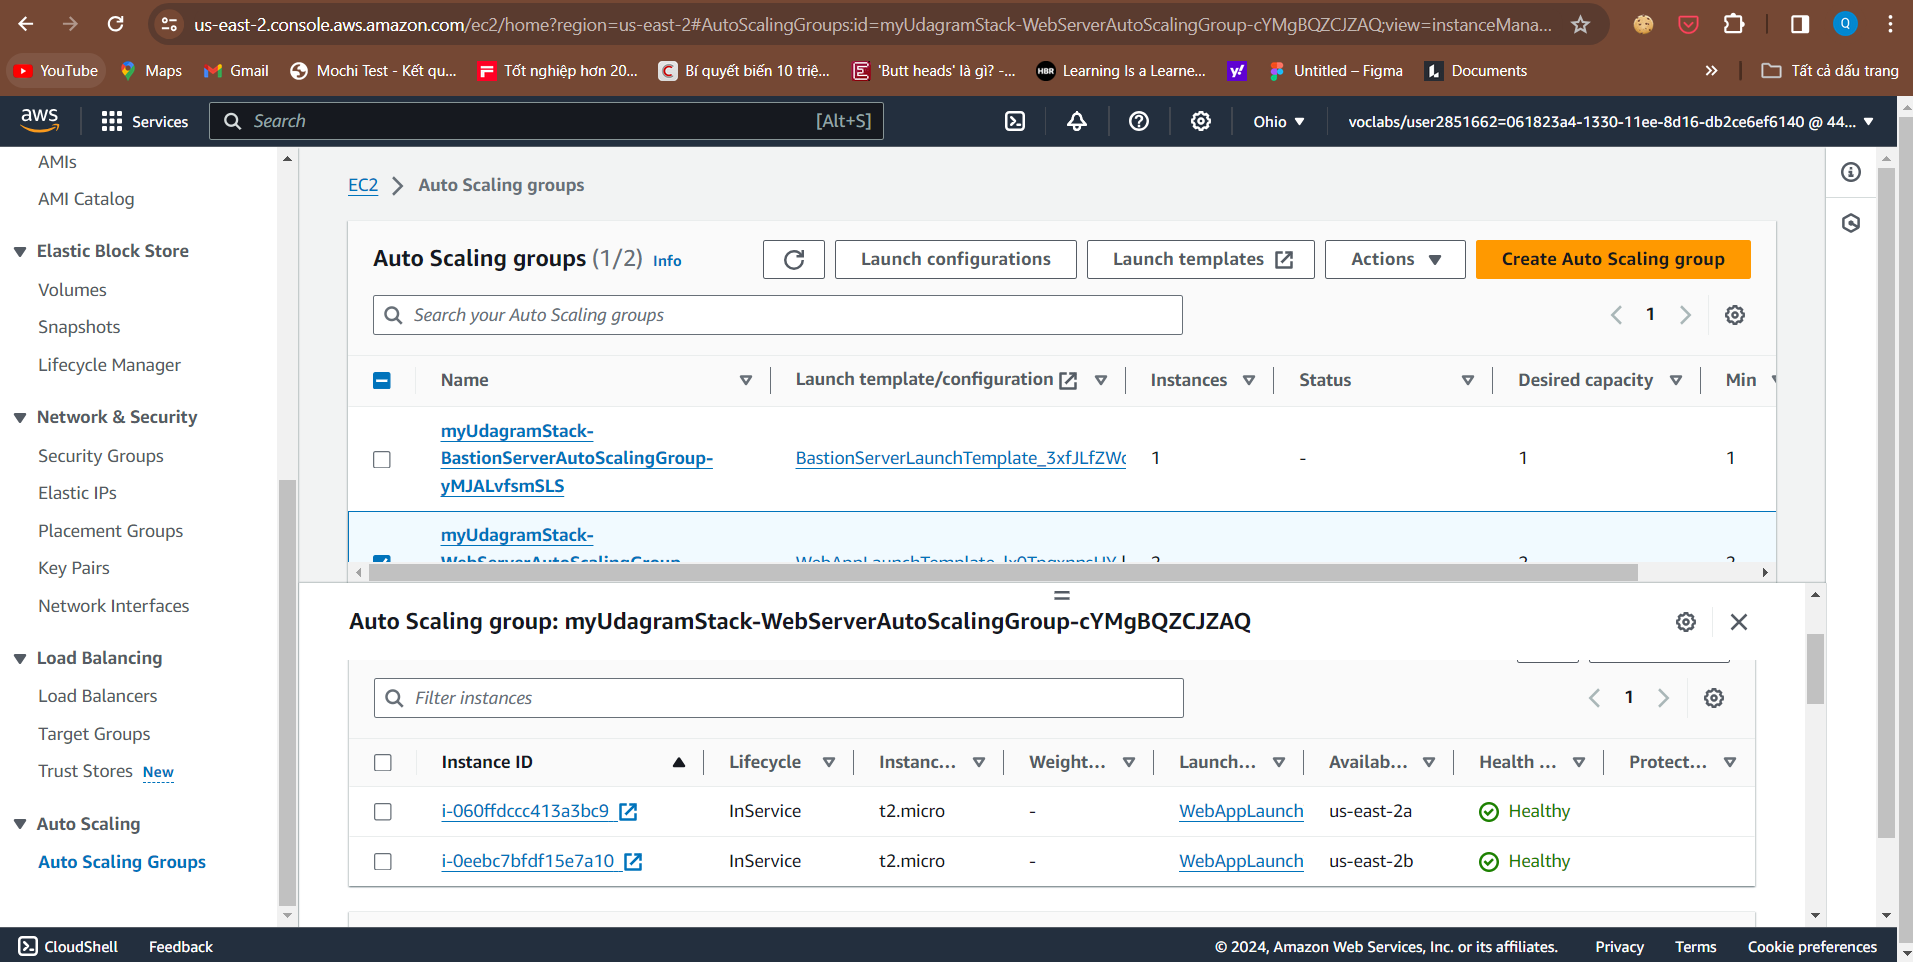 us-east-2.console.aws.amazon.com/ec2/home?region=us-east-2#AutoScalingGroups:id=myUdagramStack-WebServerAutoScalingGroup-cYMgBQZCJZAQ;view=instanceMana...
Q
YouTube
Maps
Gmail
Mochi Test - Kết qu...
Tốt nghiệp hơn 20...
Bí quyết biến 10 triệ...
'Butt heads' là gì? -...
HBR Learning Is a Learne...
Untitled – Figma
Documents
Tất cả dấu trang
aws
Services
Search
[Alt+S]
Ohio
voclabs/user2851662=061823a4-1330-11ee-8d16-db2ce6ef6140 @ 44...
AMIs
AMI Catalog
Elastic Block Store
Volumes
Snapshots
Lifecycle Manager
Network & Security
Security Groups
Elastic IPs
Placement Groups
Key Pairs
Network Interfaces
Load Balancing
Load Balancers
Target Groups
Trust Stores New
Auto Scaling
Auto Scaling Groups
EC2 > Auto Scaling groups
Auto Scaling groups (1/2) Info
Launch configurations
Launch templates
Actions
Create Auto Scaling group
Search your Auto Scaling groups
1
Name
Launch template/configuration
Instances
Status
Desired capacity
Min
myUdagramStack-
BastionServerAutoScalingGroup-
yMJALvfsmSLS
BastionServerLaunchTemplate_3xfJLfZW
1
-
1
1
myUdagramStack-
WebServerAutoScalingGroup-
2
2
2
Auto Scaling group: myUdagramStack-WebServerAutoScalingGroup-cYMgBQZCJZAQ
Filter instances
1
Instance ID
Lifecycle
Instanc...
Weight...
Launch...
Availab...
Health ...
Protect...
i-060ffdccc413a3bc9
InService
t2.micro
-
WebAppLaunch
us-east-2a
Healthy
i-0eebc7bfdf15e7a10
InService
t2.micro
-
WebAppLaunch
us-east-2b
Healthy
CloudShell
Feedback
© 2024, Amazon Web Services, Inc. or its affiliates.
Privacy
Terms
Cookie preferences